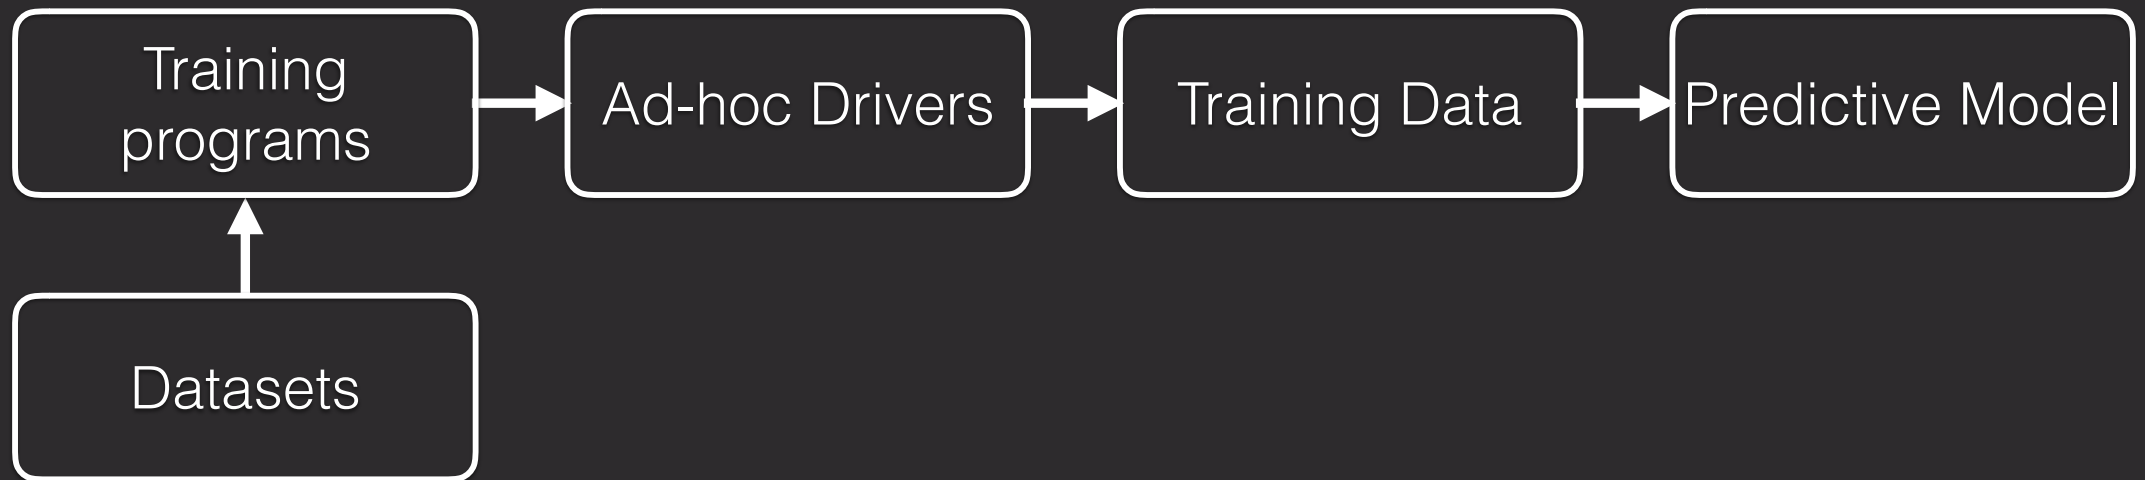 Training
programs
Ad-hoc Drivers
Training Data
Predictive Model
Datasets